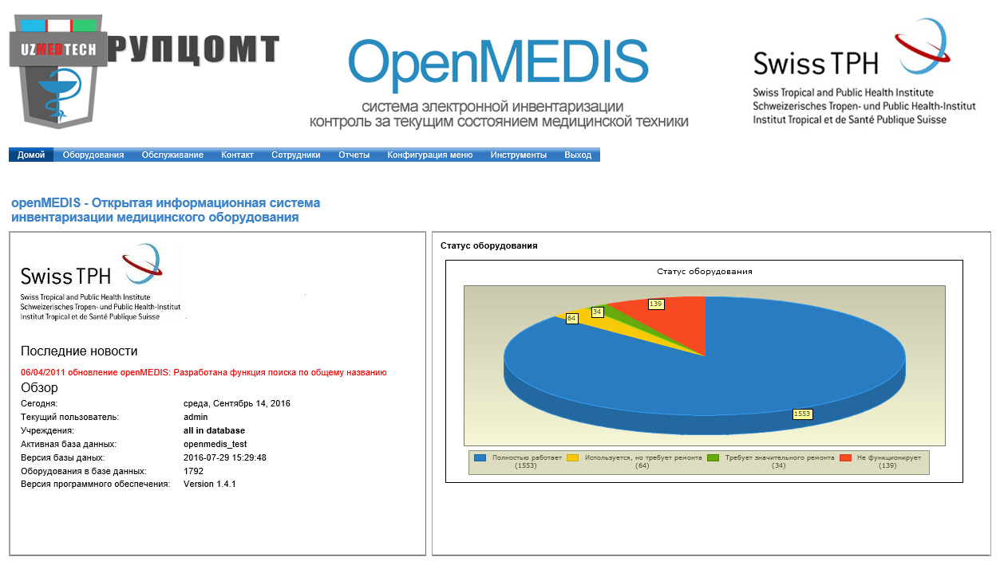 UZMEDTECH
РУПЦОМТ
OpenMEDIS
система электронной инвентаризации
контроль за текущим состоянием медицинской техники
Swiss TPH
Swiss Tropical and Public Health Institute
Schweizerisches Tropen- und Public Health-Institut
Institut Tropical et de Santé Publique Suisse
Домой Оборудования Обслуживание Контакт Сотрудники Отчеты Конфигурация меню Инструменты Выход
openMEDIS - Открытая информационная система
инвентаризации медицинского оборудования
Swiss TPH
Swiss Tropical and Public Health Institute
Schweizerisches Tropen- und Public Health-Institut
Institut Tropical et de Santé Publique Suisse
Последние новости
06/04/2011 обновление openMEDIS: Разработана функция поиска по общему названию
Обзор
Сегодня: среда, Сентябрь 14, 2016
Текущий пользователь: admin
Учреждения: all in database
Активная база данных: openmedis_test
Версия базы даных: 2016-07-29 15:29:48
Оборудования в базе данных: 1792
Версия программного обеспечения: Version 1.4.1
Статус оборудования
Статус оборудования
139
34
64
1553
Полностью работает (1553)
Используется, но требует ремонта (64)
Требует значительного ремонта (34)
Не функционирует (139)